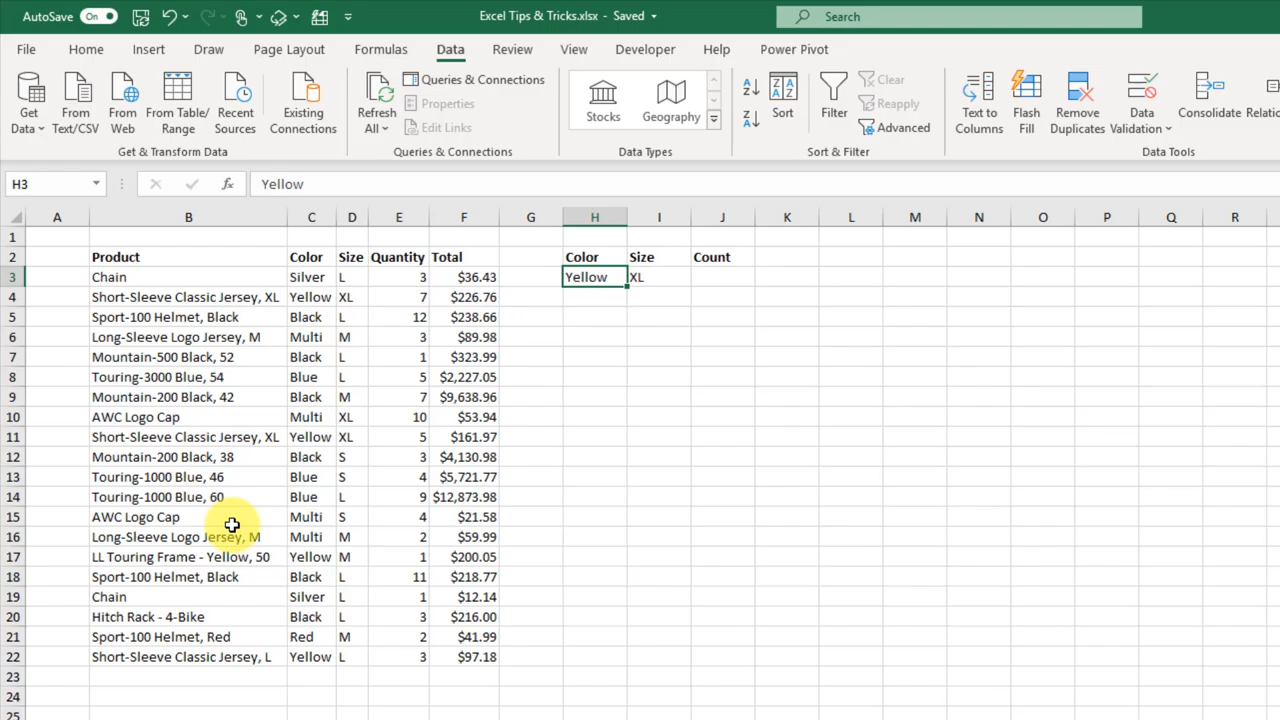 AutoSave On Excel Tips & Tricks.xlsx - Saved Search
File Home Insert Draw Page Layout Formulas Data Review View Developer Help Power Pivot
Get Data From Text/CSV From Web From Table/ Range Recent Sources Existing Connections
Get & Transform Data
Refresh All Queries & Connections
Properties
Edit Links
Queries & Connections
Stocks Geography
Data Types
Sort Filter Clear
Reapply
Advanced
Sort & Filter
Text to Columns Flash Fill Remove Duplicates Data Validation Consolidate Relatio
Data Tools
H3 fx Yellow
A B C D E F G H I J K L M N O P Q R
1
2 Product Color Size Quantity Total Color Size Count
3 Chain Silver L 3 $36.43 Yellow XL
4 Short-Sleeve Classic Jersey, XL Yellow XL 7 $226.76
5 Sport-100 Helmet, Black Black L 12 $238.66
6 Long-Sleeve Logo Jersey, M Multi M 3 $89.98
7 Mountain-500 Black, 52 Black L 1 $323.99
8 Touring-3000 Blue, 54 Blue L 5 $2,227.05
9 Mountain-200 Black, 42 Black M 7 $9,638.96
10 AWC Logo Cap Multi XL 10 $53.94
11 Short-Sleeve Classic Jersey, XL Yellow XL 5 $161.97
12 Mountain-200 Black, 38 Black S 3 $4,130.98
13 Touring-1000 Blue, 46 Blue S 4 $5,721.77
14 Touring-1000 Blue, 60 Blue L 9 $12,873.98
15 AWC Logo Cap Multi S 4 $21.58
16 Long-Sleeve Logo Jersey, M Multi M 2 $59.99
17 LL Touring Frame - Yellow, 50 Yellow M 1 $200.05
18 Sport-100 Helmet, Black Black L 11 $218.77
19 Chain Silver L 1 $12.14
20 Hitch Rack - 4-Bike Black L 3 $216.00
21 Sport-100 Helmet, Red Red M 2 $41.99
22 Short-Sleeve Classic Jersey, L Yellow L 3 $97.18
23
24
25